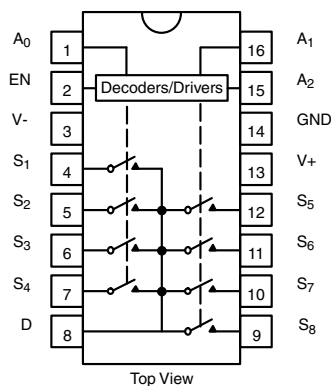 A0 1 16 A1
EN 2 Decoders/Drivers 15 A2
V- 3 14 GND
S1 4 13 V+
S2 5 12 S5
S3 6 11 S6
S4 7 10 S7
D 8 9 S8
Top View